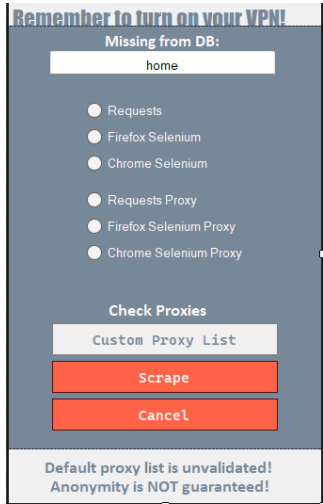 Remember to turn on your VPN!
Missing from DB:
home
Requests
Firefox Selenium
Chrome Selenium
Requests Proxy
Firefox Selenium Proxy
Chrome Selenium Proxy
Check Proxies
Custom Proxy List
Scrape
Cancel
Default proxy list is unvalidated!
Anonymity is NOT guaranteed!